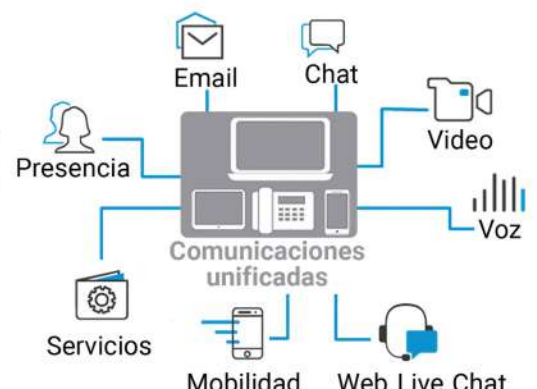 Email
Chat
Video
Presencia
Voz
Comunicaciones
unificadas
Servicios
Mobilidad
Web Live Chat